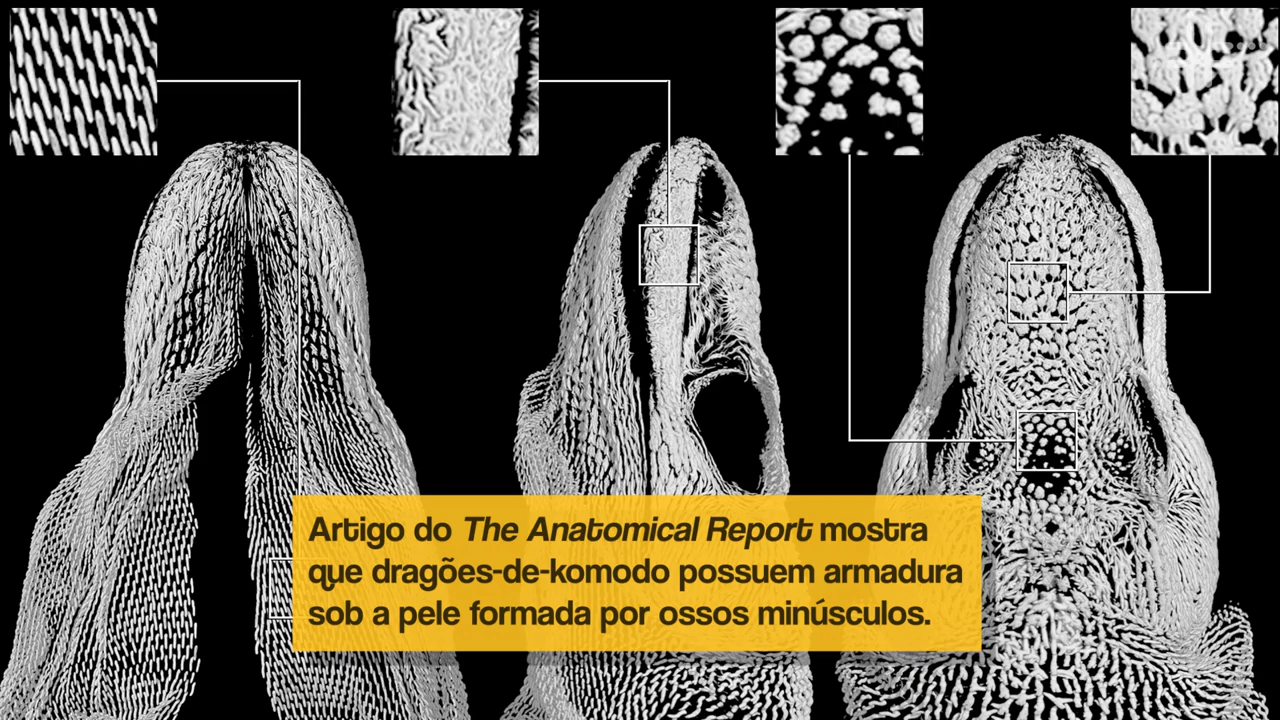 Artigo do The Anatomical Report mostra
que dragões-de-komodo possuem armadura
sob a pele formada por ossos minúsculos.